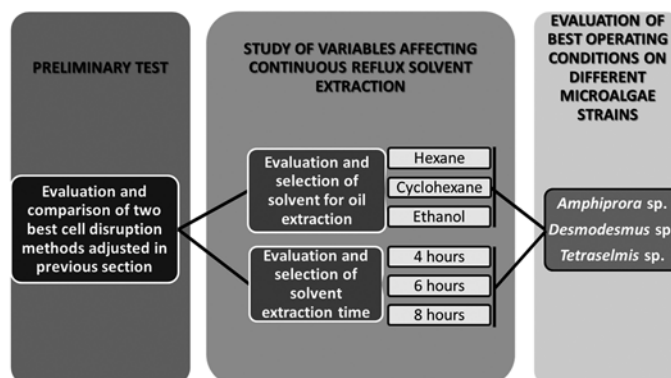 PRELIMINARY TEST
Evaluation and
comparison of two
best cell disruption
methods adjusted in
previous section
STUDY OF VARIABLES AFFECTING
CONTINUOUS REFLUX SOLVENT
EXTRACTION
Evaluation and
selection of
solvent for oil
extraction
Hexane
Cyclohexane
Ethanol
Evaluation and
selection of
solvent
extraction time
4 hours
6 hours
8 hours
EVALUATION OF
BEST OPERATING
CONDITIONS ON
DIFFERENT
MICROALGAE
STRAINS
Amphiprora sp.
Desmodesmus sp
Tetraselmis sp.